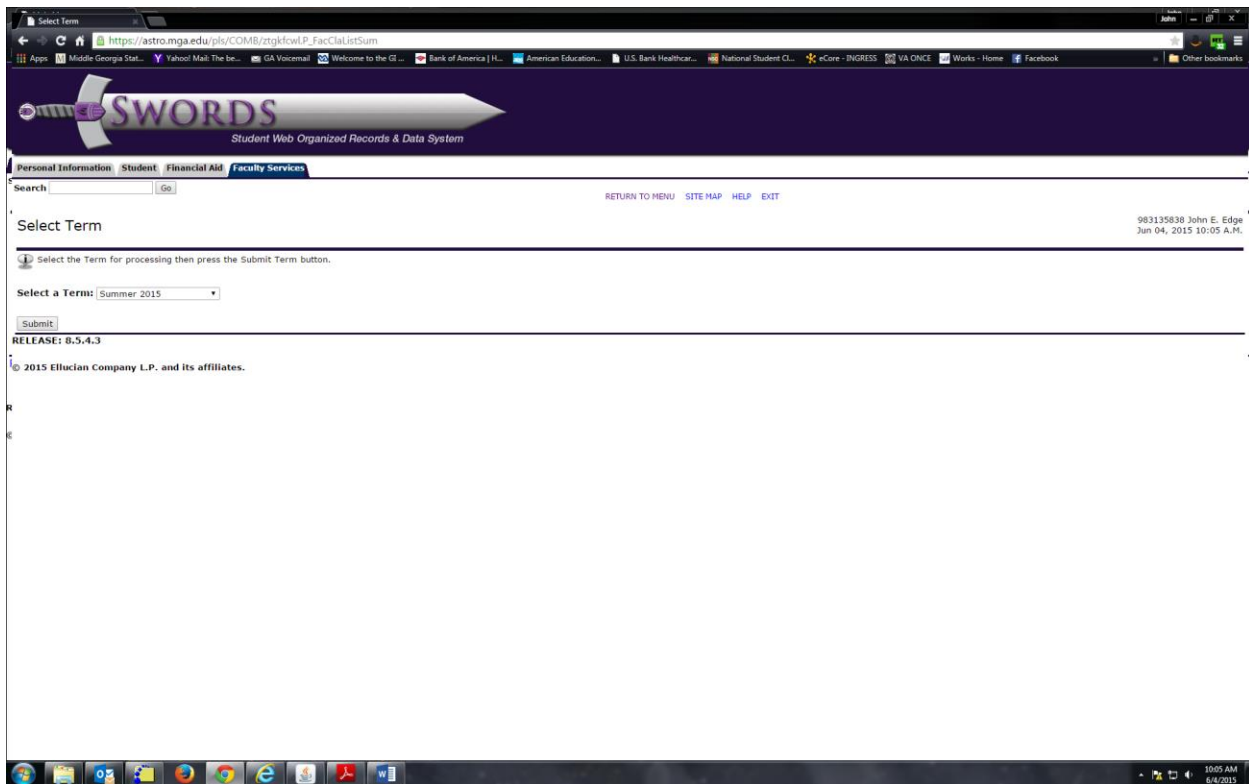 Select Term
John
https://astro.mga.edu/pls/COMB/ztgkfcwl.P_FacClaListSum
Apps Middle Georgia Stat... Yahoo! Mail: The be... GA Voicemail Welcome to the GI ... Bank of America | H... American Education... U.S. Bank Healthcar... National Student Cl... eCore - INGRESS VA ONCE Works - Home Facebook » Other bookmarks
SWORDS
Student Web Organized Records & Data System
Personal Information Student Financial Aid Faculty Services
Search Go
RETURN TO MENU SITE MAP HELP EXIT
Select Term
983135838 John E. Edge
Jun 04, 2015 10:05 A.M.
Select the Term for processing then press the Submit Term button.
Select a Term: Summer 2015
Submit
RELEASE: 8.5.4.3
© 2015 Ellucian Company L.P. and its affiliates.
10:05 AM
6/4/2015